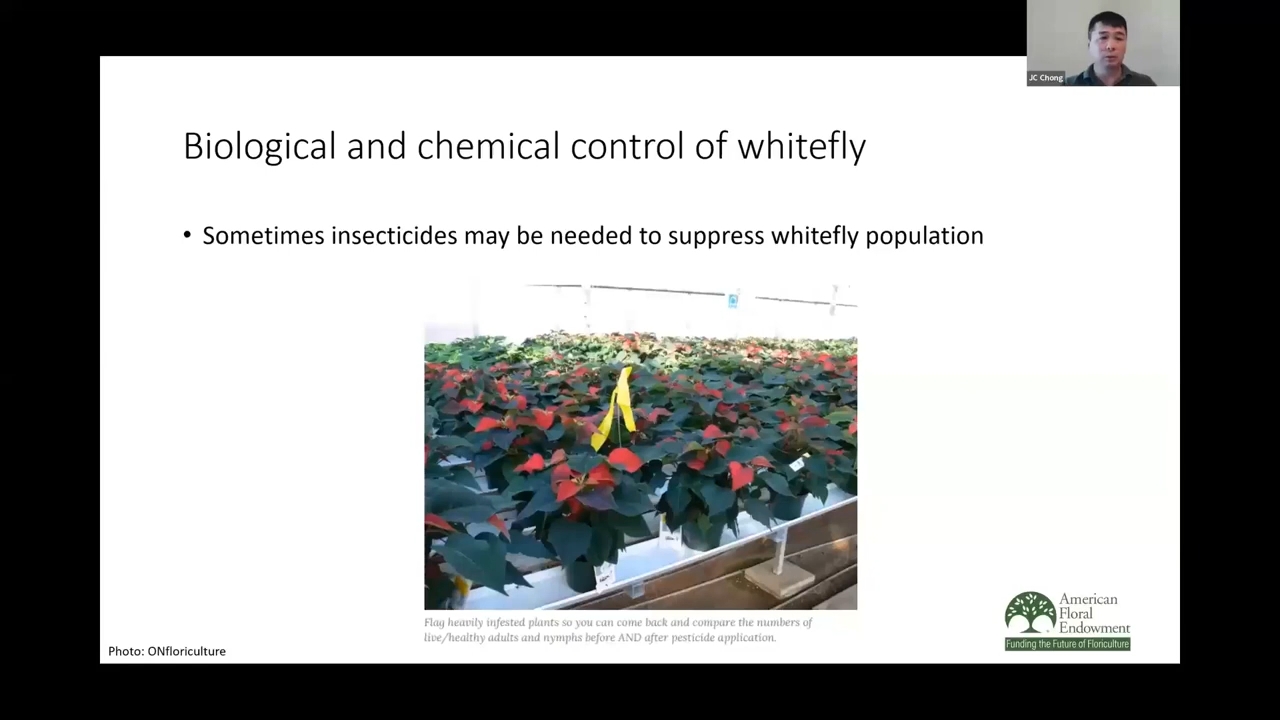 JC Chong
Biological and chemical control of whitefly
• Sometimes insecticides may be needed to suppress whitefly population
Flag heavily infested plants so you can come back and compare the numbers of
live/healthy adults and nymphs before AND after pesticide application.
Photo: ONfloriculture
American
Floral
Endowment
Funding the Future of Floriculture